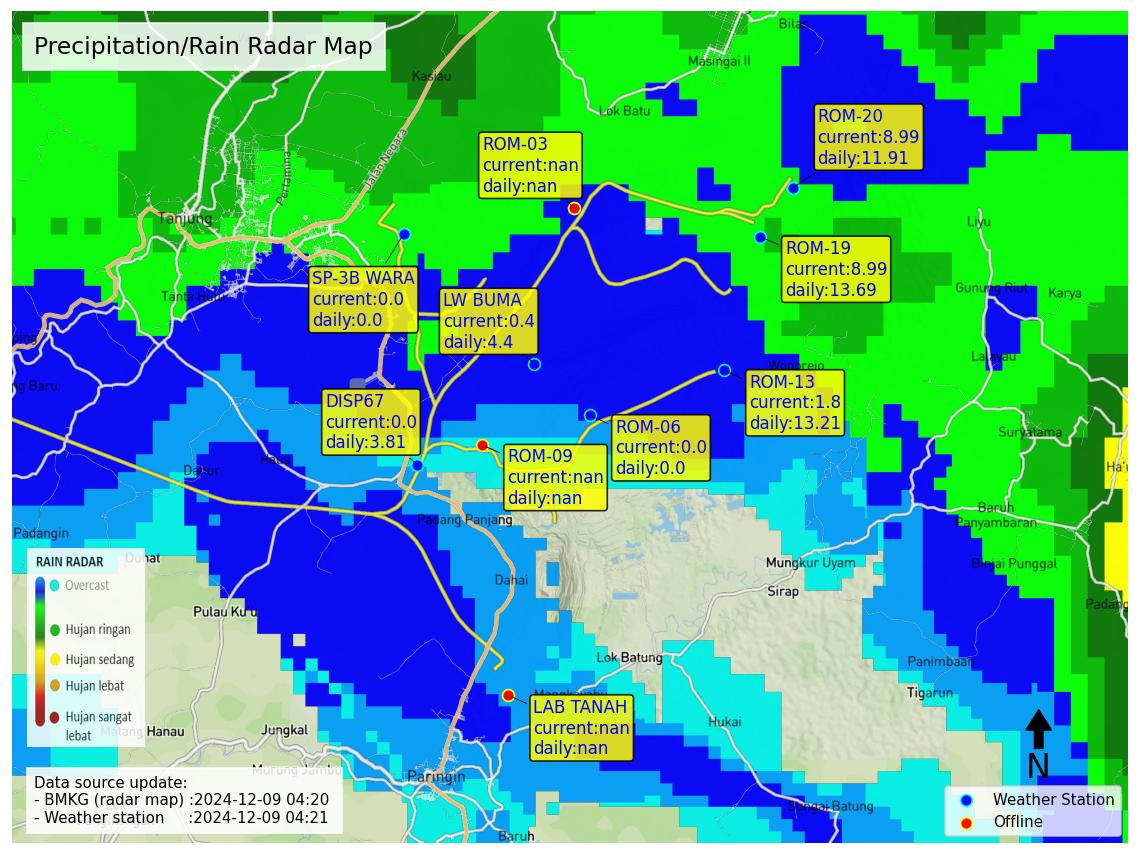 Precipitation/Rain Radar Map
Bilas
Masingai II
Kasiau
Lok Batu
ROM-20
current:8.99
daily:11.91
ROM-03
current:nan
daily:nan
Jalan Negara
Pertamina
Tanjung
Liyu
ROM-19
current:8.99
daily:13.69
SP-3B WARA
current:0.0
daily:0.0
LW BUMA
current:0.4
daily:4.4
Tanta Hulu
Gunung Riut
Karya
Lalayau
Wonorejo
ROM-13
current:1.8
daily:13.21
ng Baru
DISP67
current:0.0
daily:3.81
ROM-06
current:0.0
daily:0.0
Suryatama
ROM-09
current:nan
daily:nan
Dahur
Haus
Baruh
Panyambaran
Padang Panjang
Padangin
Binjai Punggal
Mungkur Uyam
Dahai
Sirap
Pulau Ku'u
Padang
RAIN RADAR
Overcast
Hujan ringan
Hujan sedang
Hujan lebat
Hujan sangat
lebat
Lok Batung
Panimbaan
Tigarun
LAB TANAH
current:nan
daily:nan
Hukai
Jungkal
Murung Jambu
Paringin
Sungai Batung
Baruh
N
Data source update:
- BMKG (radar map) :2024-12-09 04:20
- Weather station :2024-12-09 04:21
Weather Station
Offline